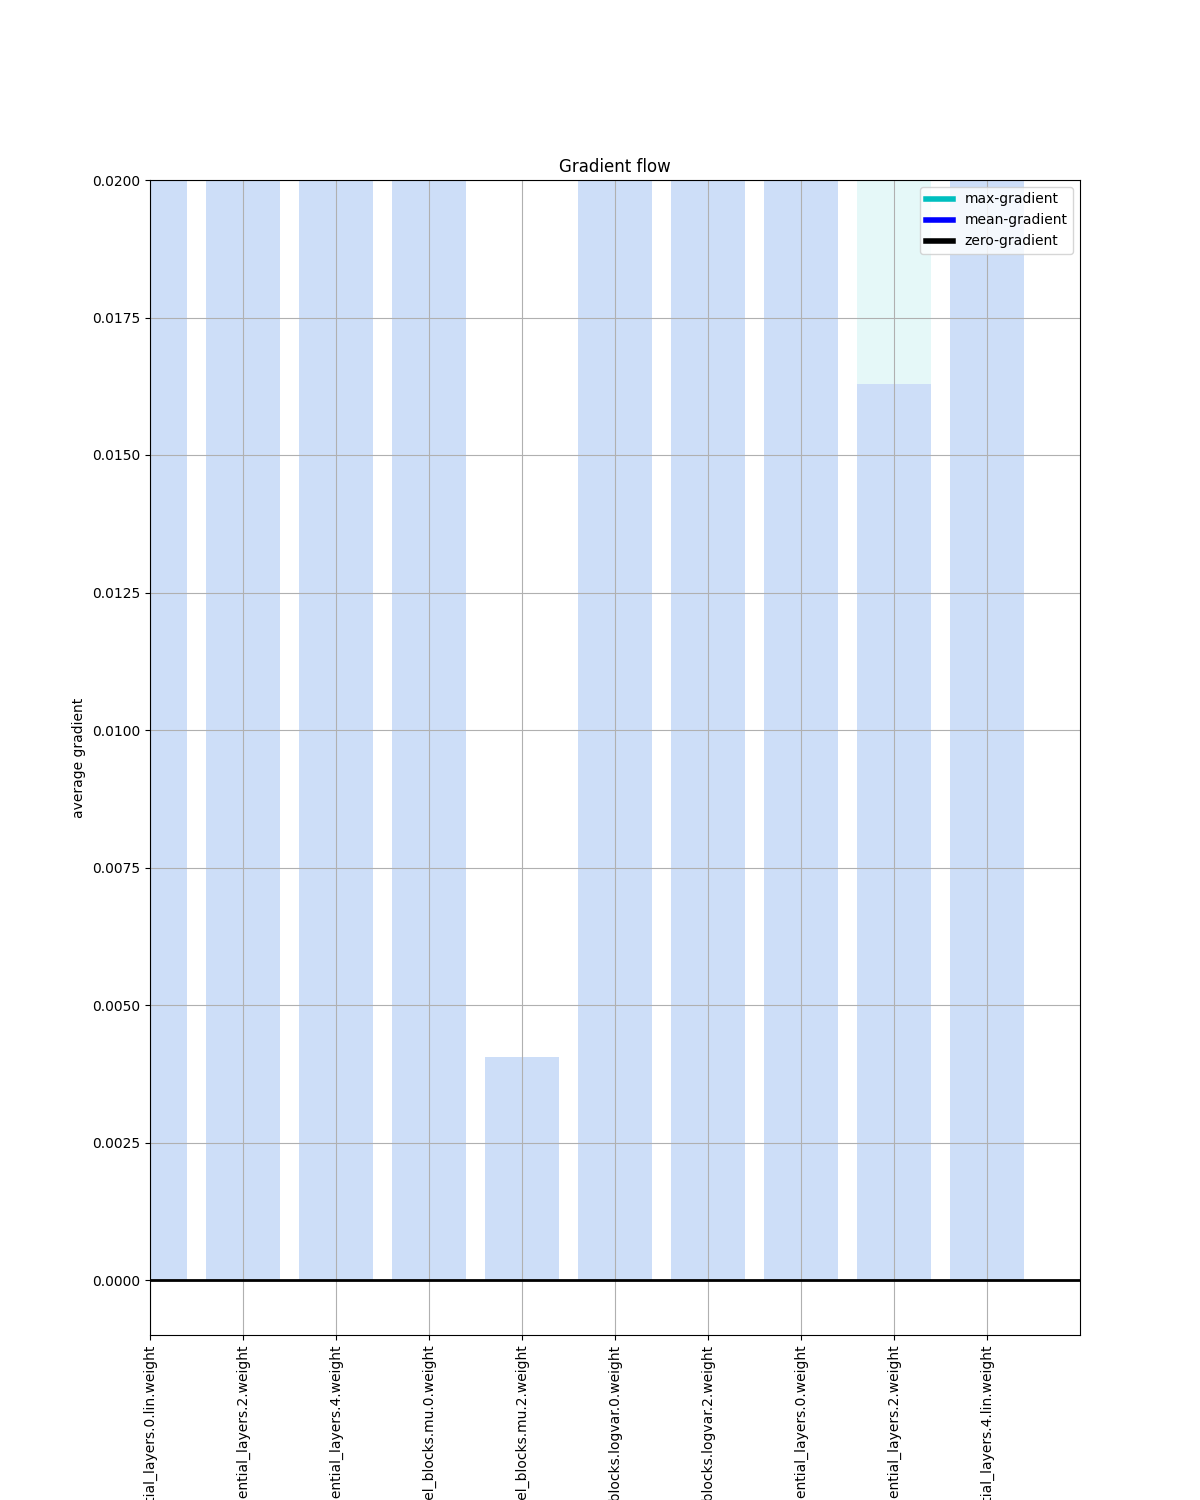 Gradient flow
max-gradient
mean-gradient
zero-gradient
0.0200
0.0175
0.0150
0.0125
0.0100
0.0075
0.0050
0.0025
0.0000
average gradient
tial_layers.0.lin.weight
ential_layers.2.weight
ential_layers.4.weight
el_blocks.mu.0.weight
el_blocks.mu.2.weight
blocks.logvar.0.weight
blocks.logvar.2.weight
ential_layers.0.weight
ential_layers.2.weight
tial_layers.4.lin.weight